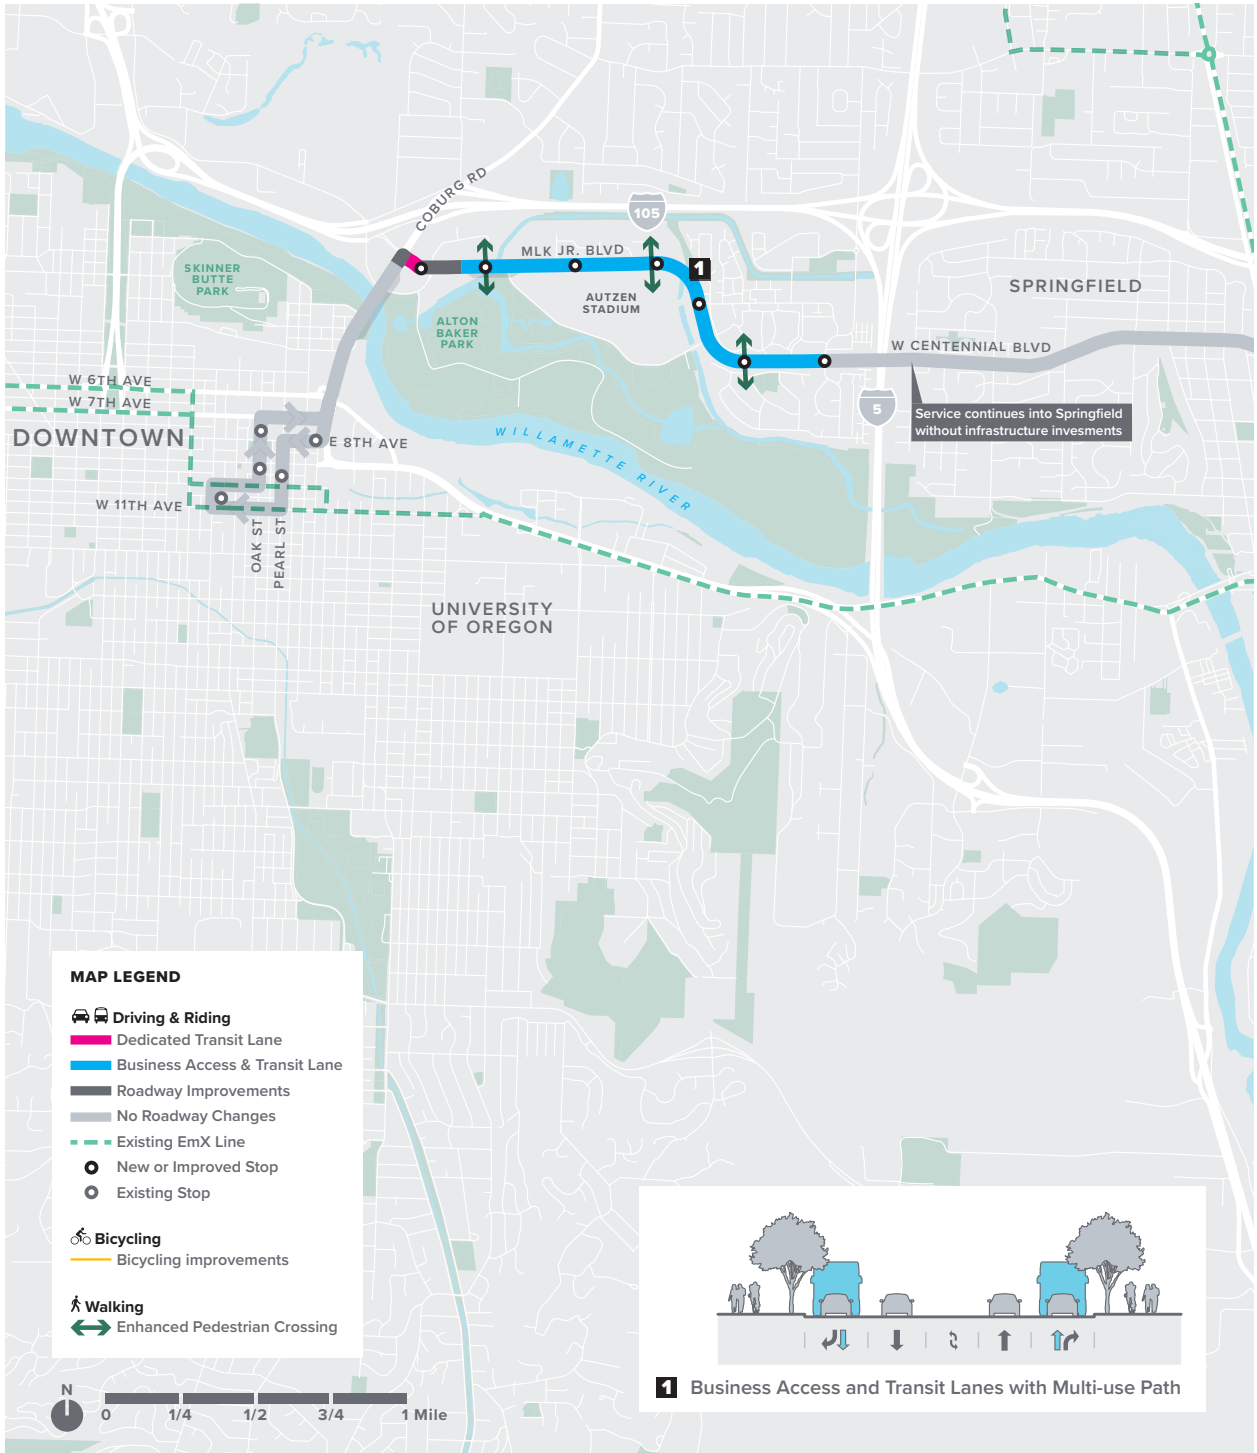 COBURG RD
105
MLK JR. BLVD
1
SKINNER
BUTTE
PARK
AUTZEN
STADIUM
SPRINGFIELD
ALTON
BAKER
PARK
W CENTENNIAL BLVD
W 6TH AVE
W 7TH AVE
5
Service continues into Springfield
without infrastructure invesments
DOWNTOWN
E 8TH AVE
WILLAMETTE RIVER
W 11TH AVE
OAK ST
PEARL ST
UNIVERSITY
OF OREGON
MAP LEGEND
Driving & Riding
Dedicated Transit Lane
Business Access & Transit Lane
Roadway Improvements
No Roadway Changes
Existing EmX Line
New or Improved Stop
Existing Stop
Bicycling
Bicycling improvements
Walking
Enhanced Pedestrian Crossing
N
0 1/4 1/2 3/4 1 Mile
1 Business Access and Transit Lanes with Multi-use Path